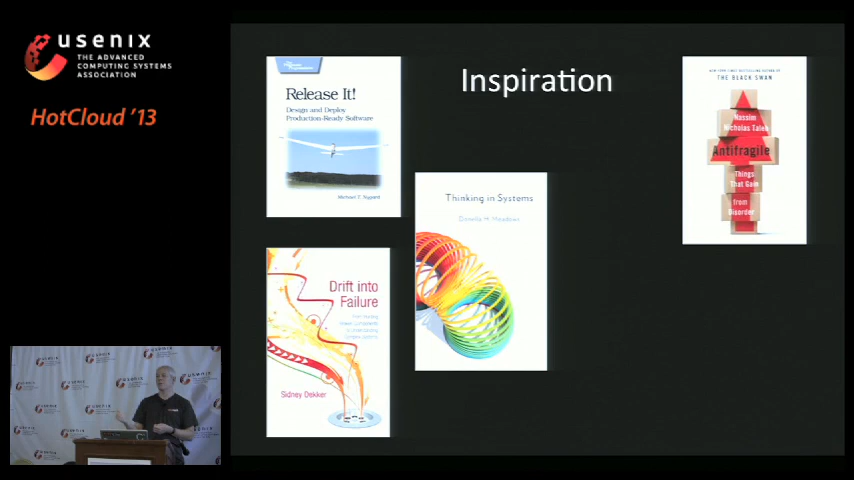 usenix
THE ADVANCED
COMPUTING SYSTEMS
ASSOCIATION
HotCloud '13
Inspiration
Release It!
Design and Deploy
Production-Ready Software
Michael T. Nygard
Thinking in Systems
Donella H. Meadows
Drift into
Failure
Sidney Dekker
THE BLACK SWAN
Nassim
Nicholas Taleb
Antifragile
Things
That Gain
from
Disorder
usenix